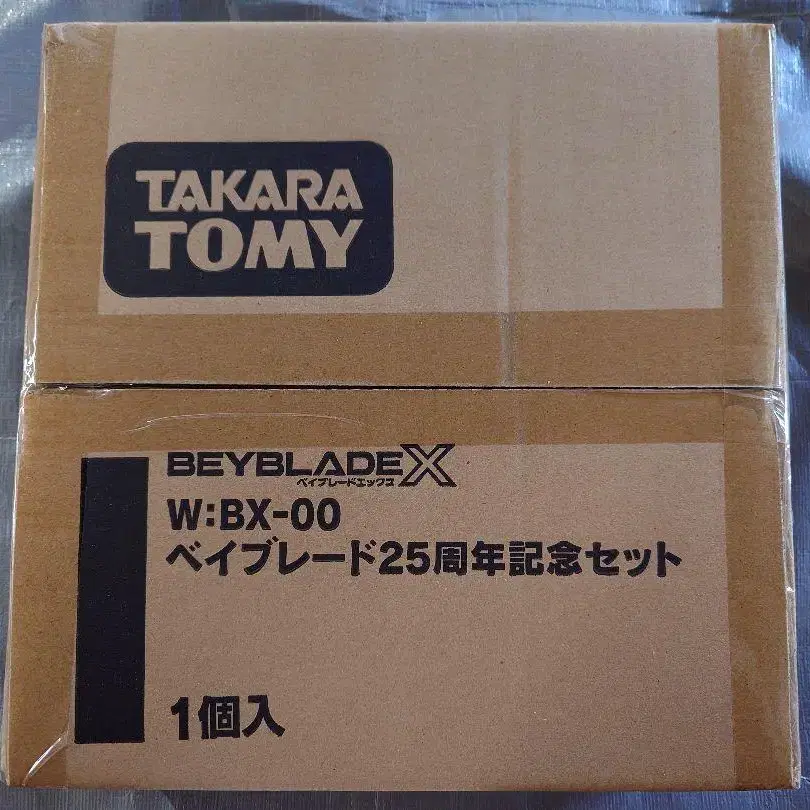 TAKARA
TOMY
BEYBLADE X
ベイブレードエックス
W:BX-00
ベイブレード25周年記念セット
1個入